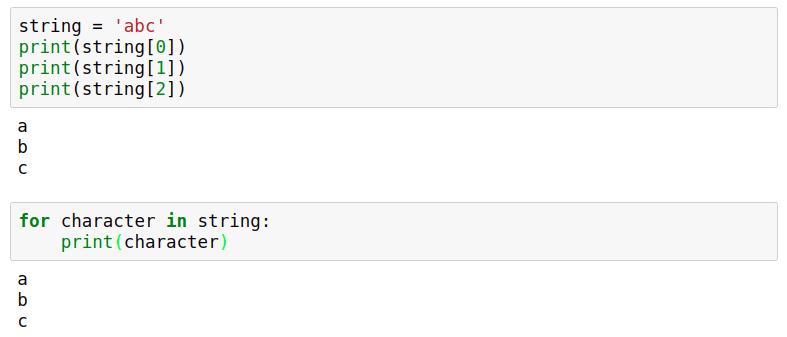 string = 'abc'
print(string[0])
print(string[1])
print(string[2])
a
b
c
for character in string:
    print(character)
a
b
c